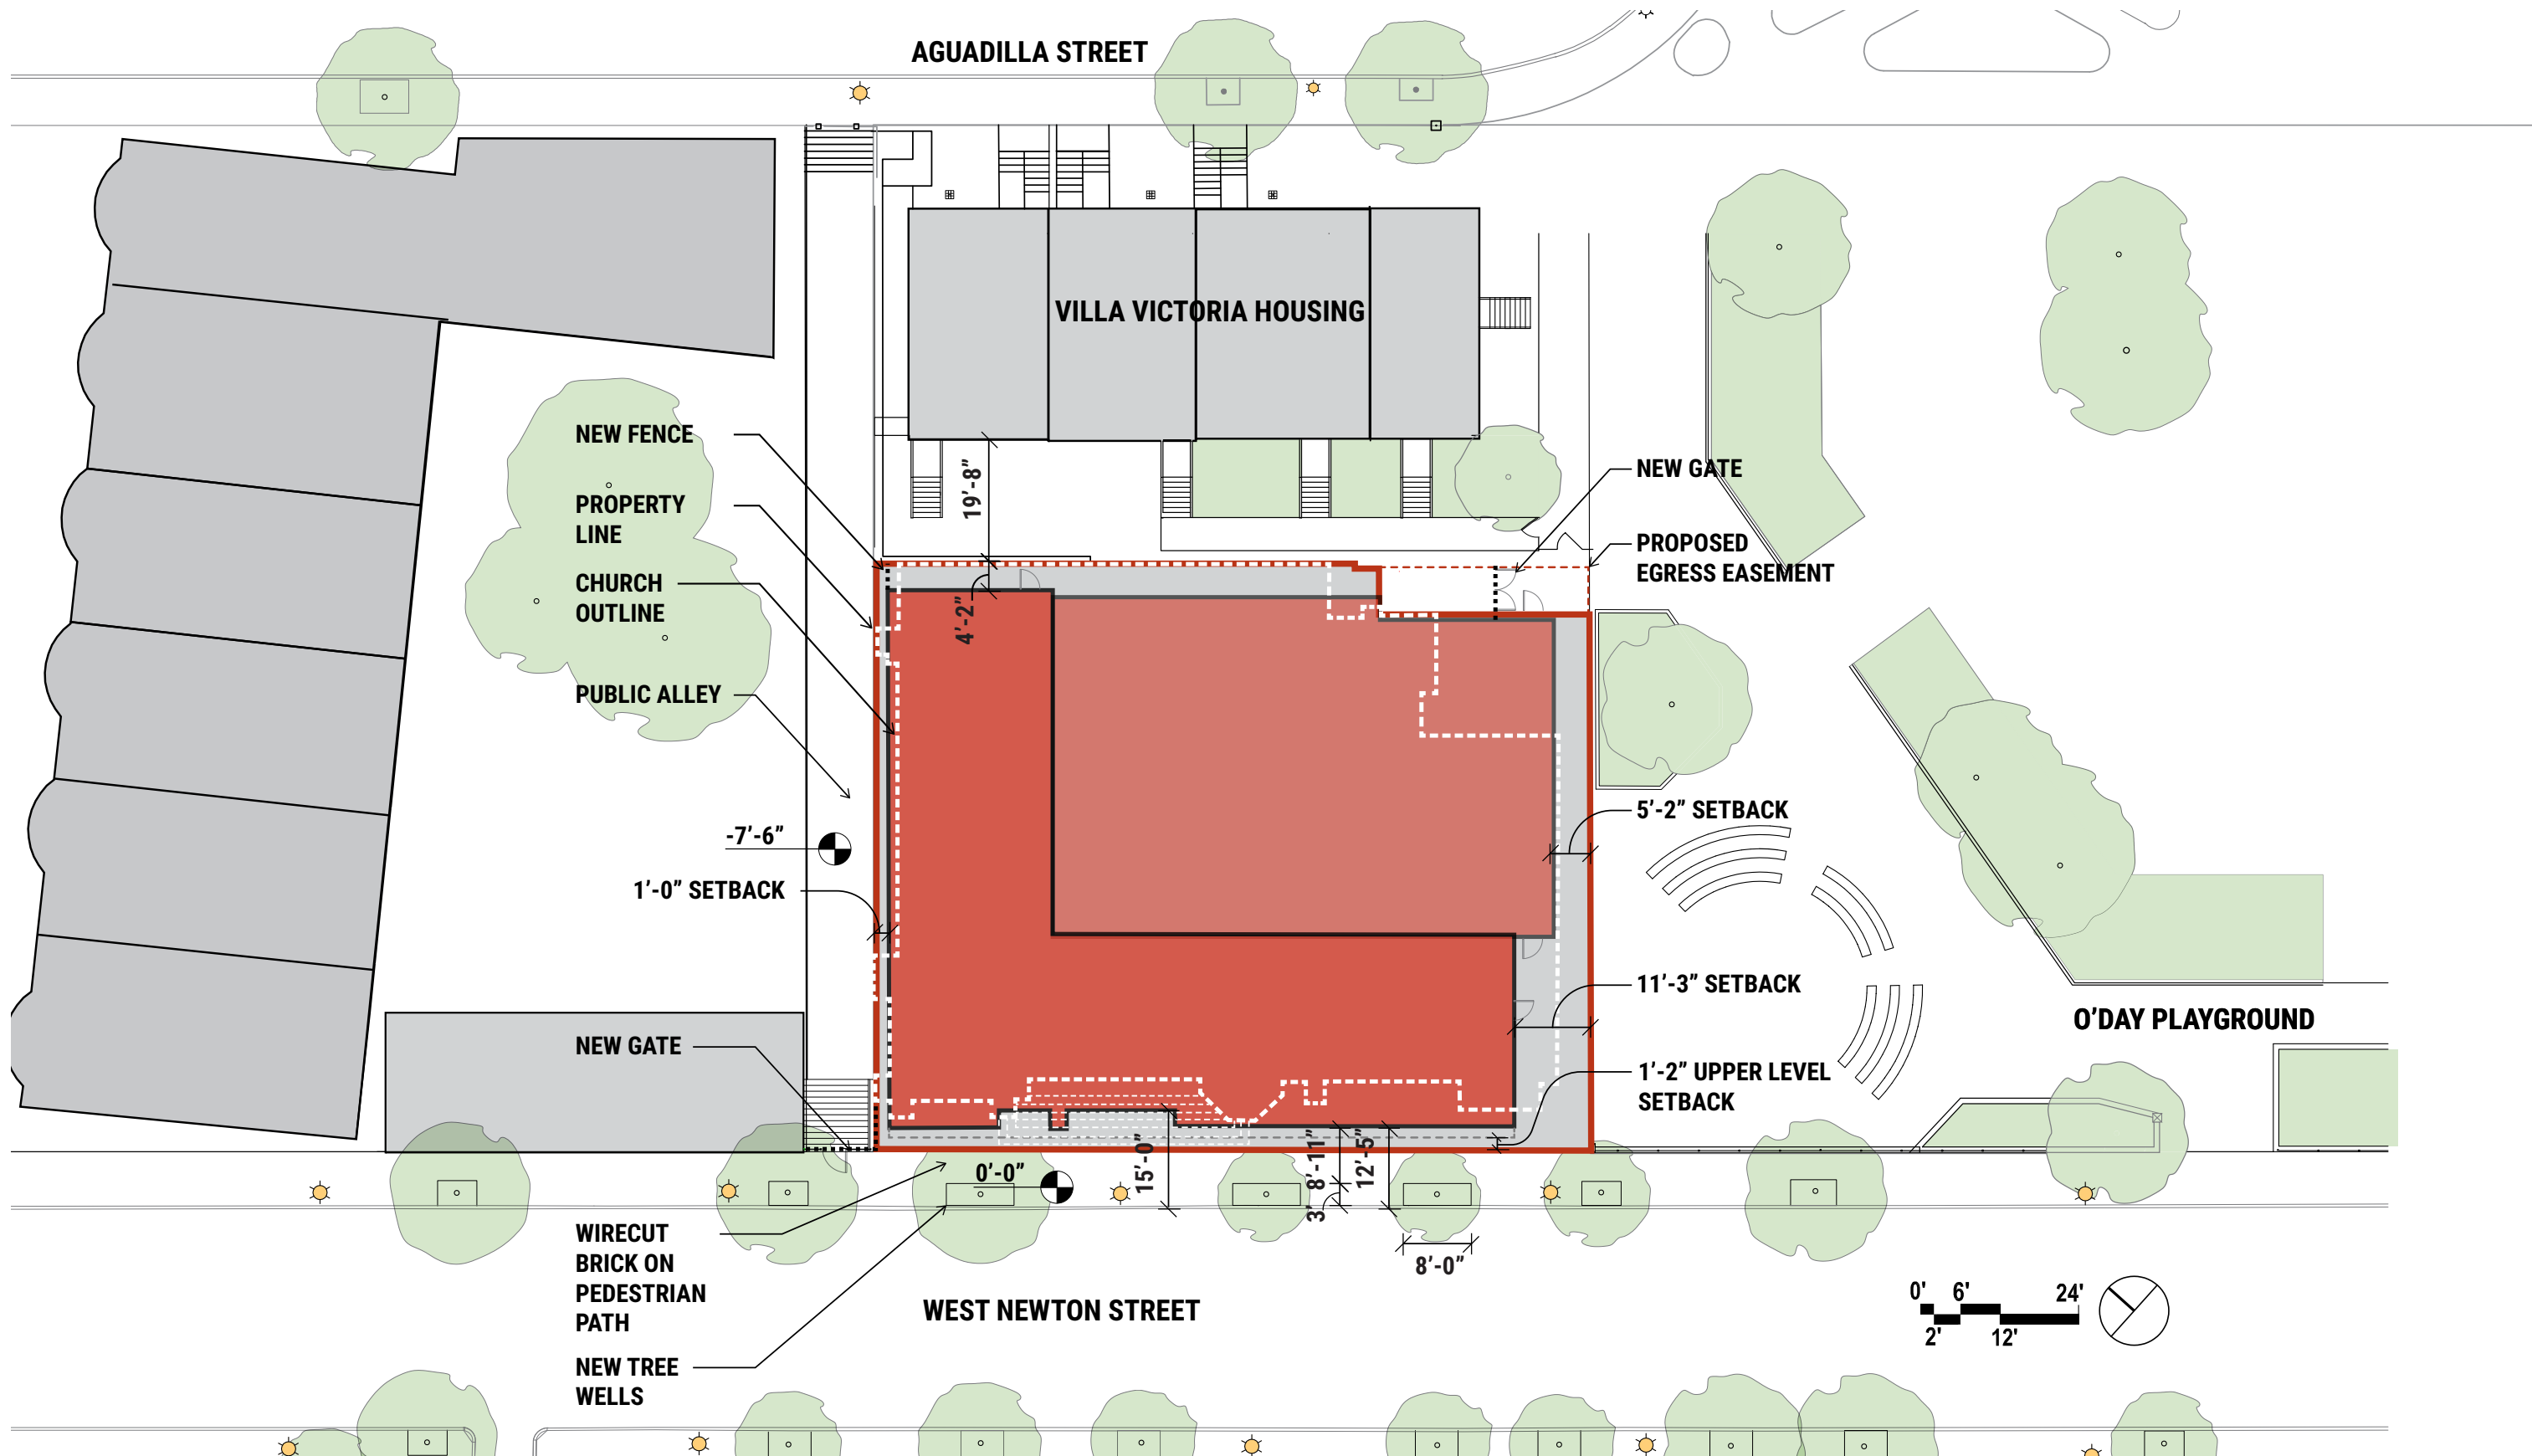 AGUADILLA STREET
VILLA VICTORIA HOUSING
NEW FENCE
PROPERTY
LINE
CHURCH
OUTLINE
PUBLIC ALLEY
19’-8”
4’-2”
NEW GATE
PROPOSED
EGRESS EASEMENT
-7’-6”
1’-0” SETBACK
5’-2” SETBACK
11’-3” SETBACK
O’DAY PLAYGROUND
NEW GATE
1’-2” UPPER LEVEL
SETBACK
0’-0”
15’-0”
8’-11”
3’
12’-5”
8’-0”
WIRECUT
BRICK ON
PEDESTRIAN
PATH
NEW TREE
WELLS
WEST NEWTON STREET
0' 6' 24'
2' 12'